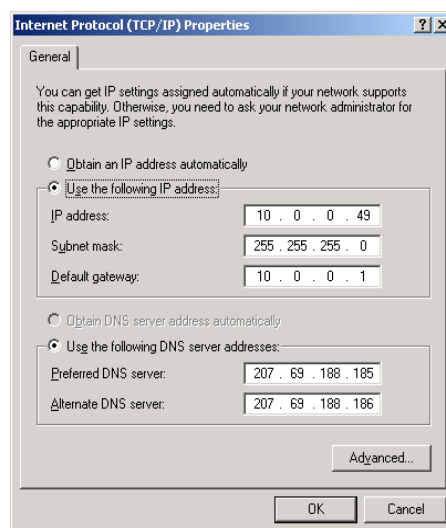 Internet Protocol (TCP/IP) Properties
General
You can get IP settings assigned automatically if your network supports
this capability. Otherwise, you need to ask your network administrator for
the appropriate IP settings.
Obtain an IP address automatically
Use the following IP address:
IP address: 10 . 0 . 0 . 49
Subnet mask: 255 . 255 . 255 . 0
Default gateway: 10 . 0 . 0 . 1
Obtain DNS server address automatically
Use the following DNS server addresses:
Preferred DNS server: 207 . 69 . 188 . 185
Alternate DNS server: 207 . 69 . 188 . 186
Advanced...
OK Cancel